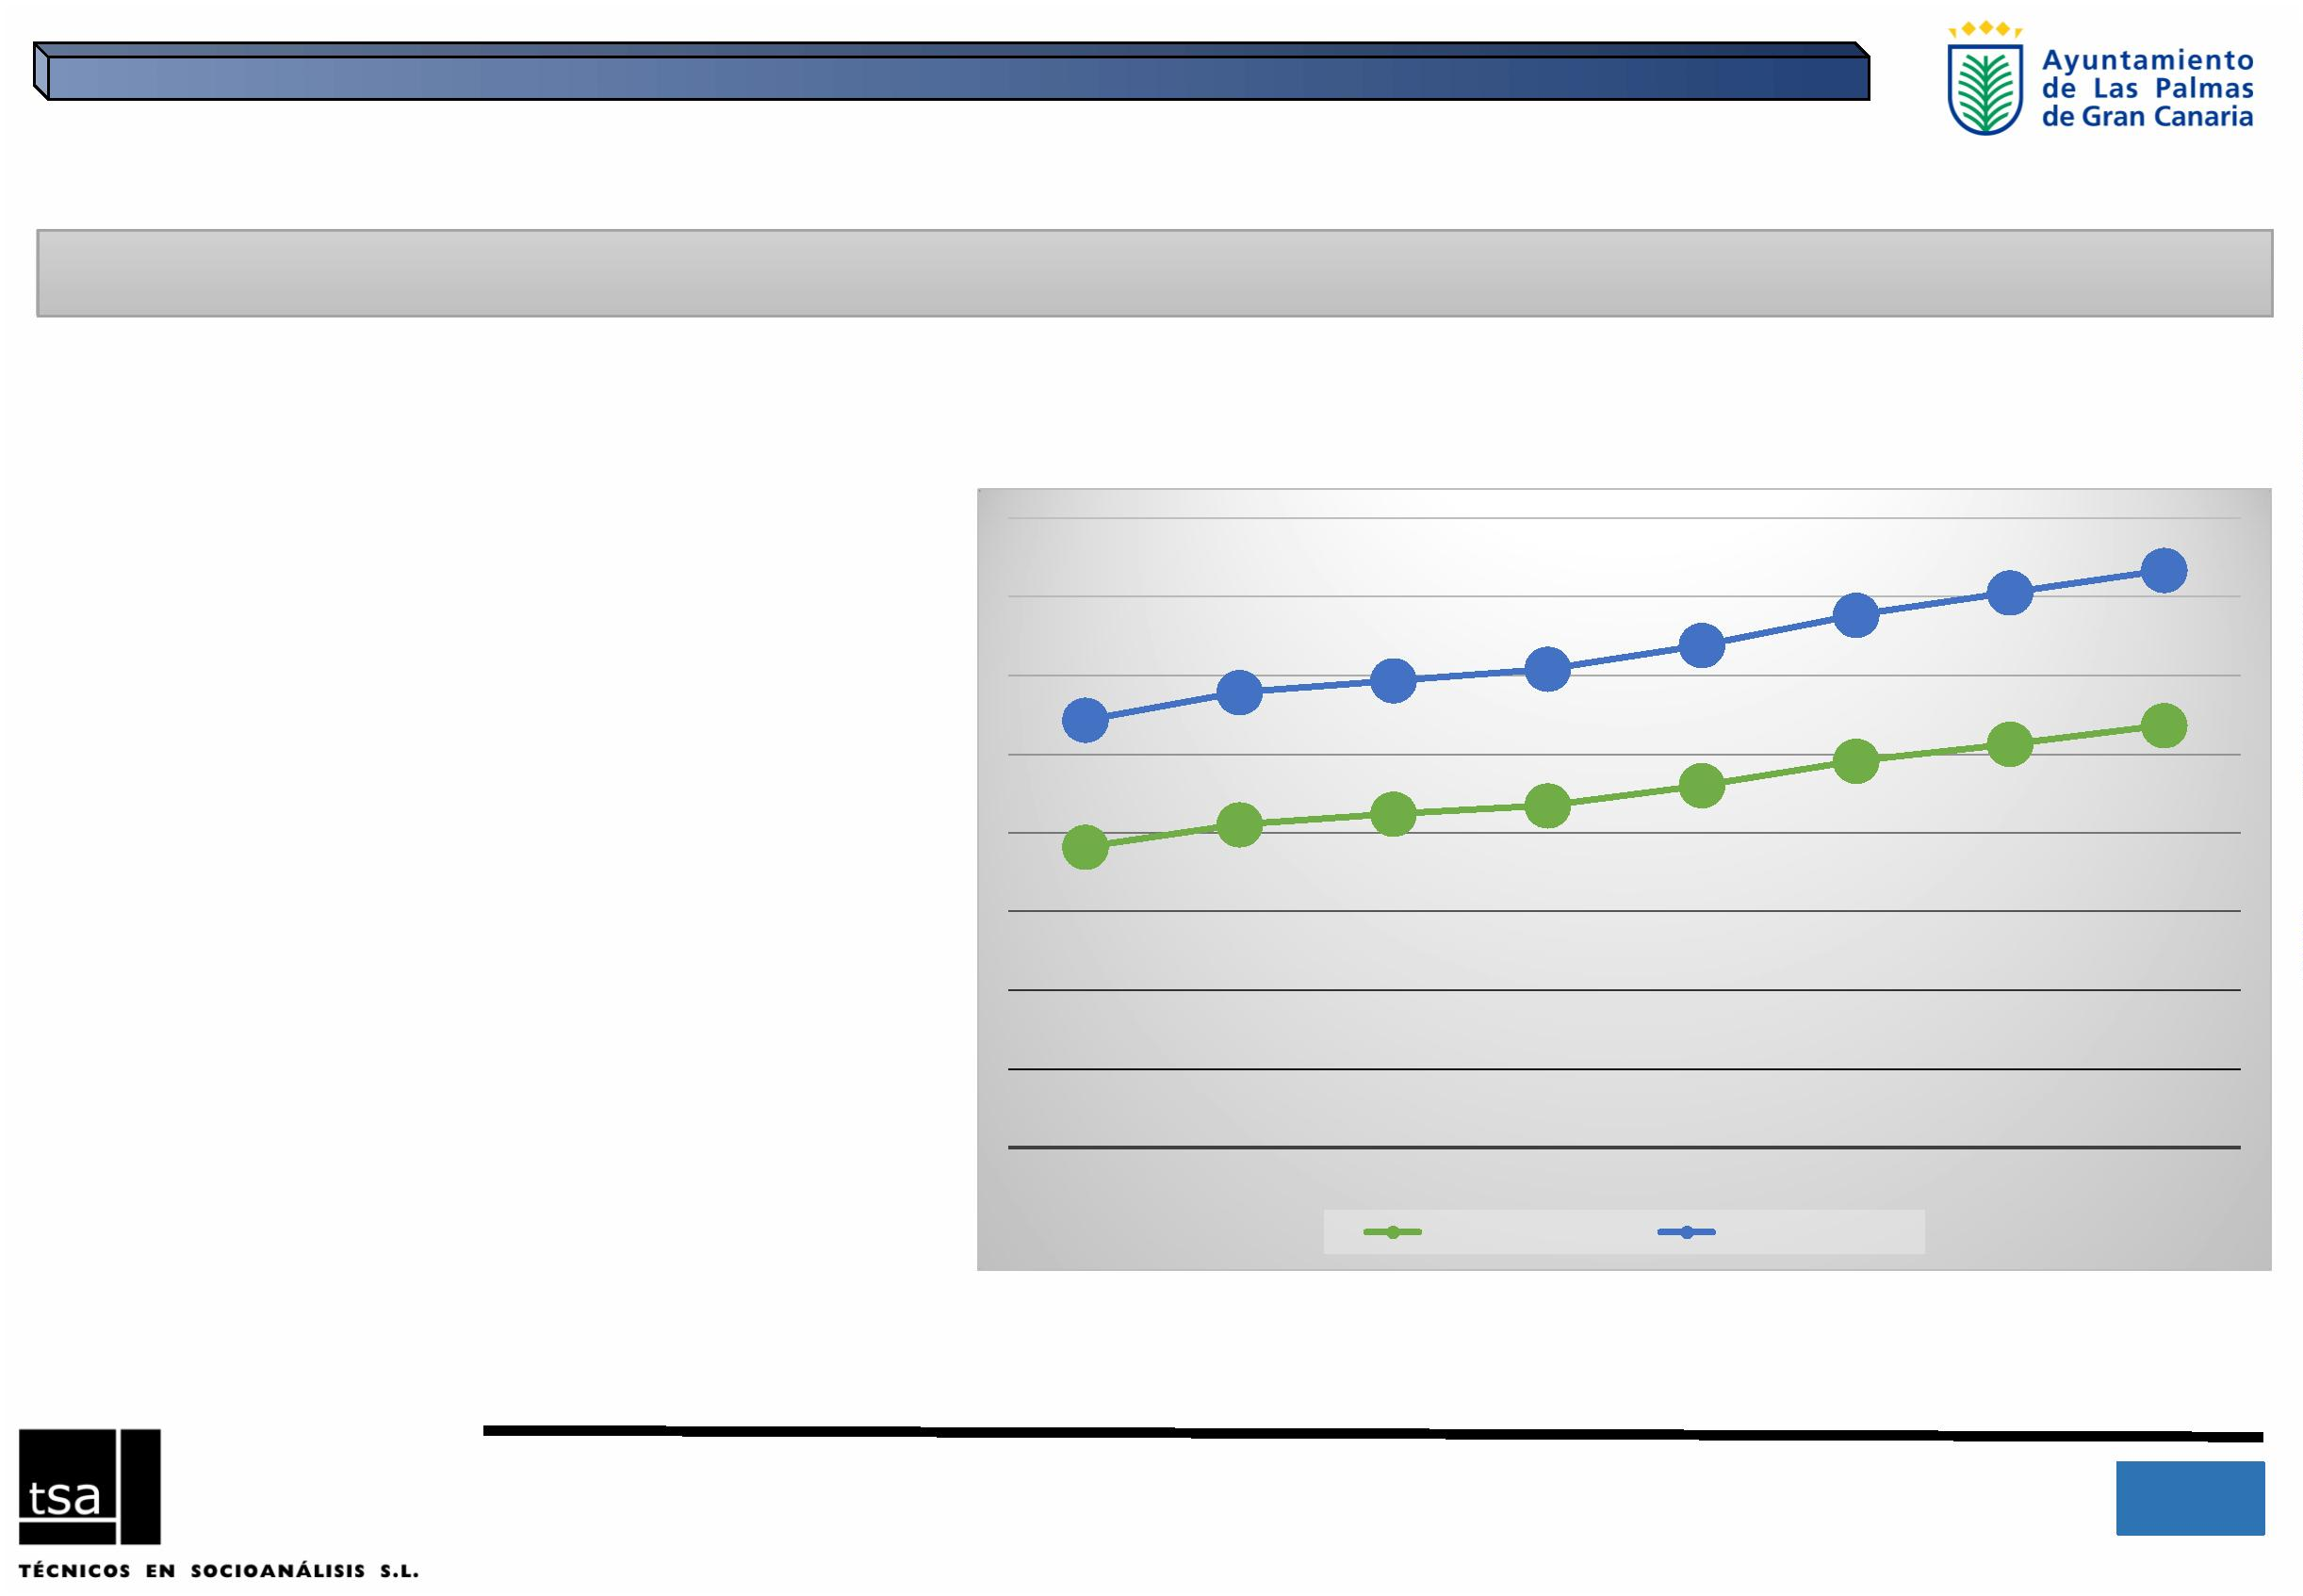 Ayuntamiento
de Las Palmas
de Gran Canaria
tsa
TÉCNICOS EN SOCIOANÁLISIS S.L.